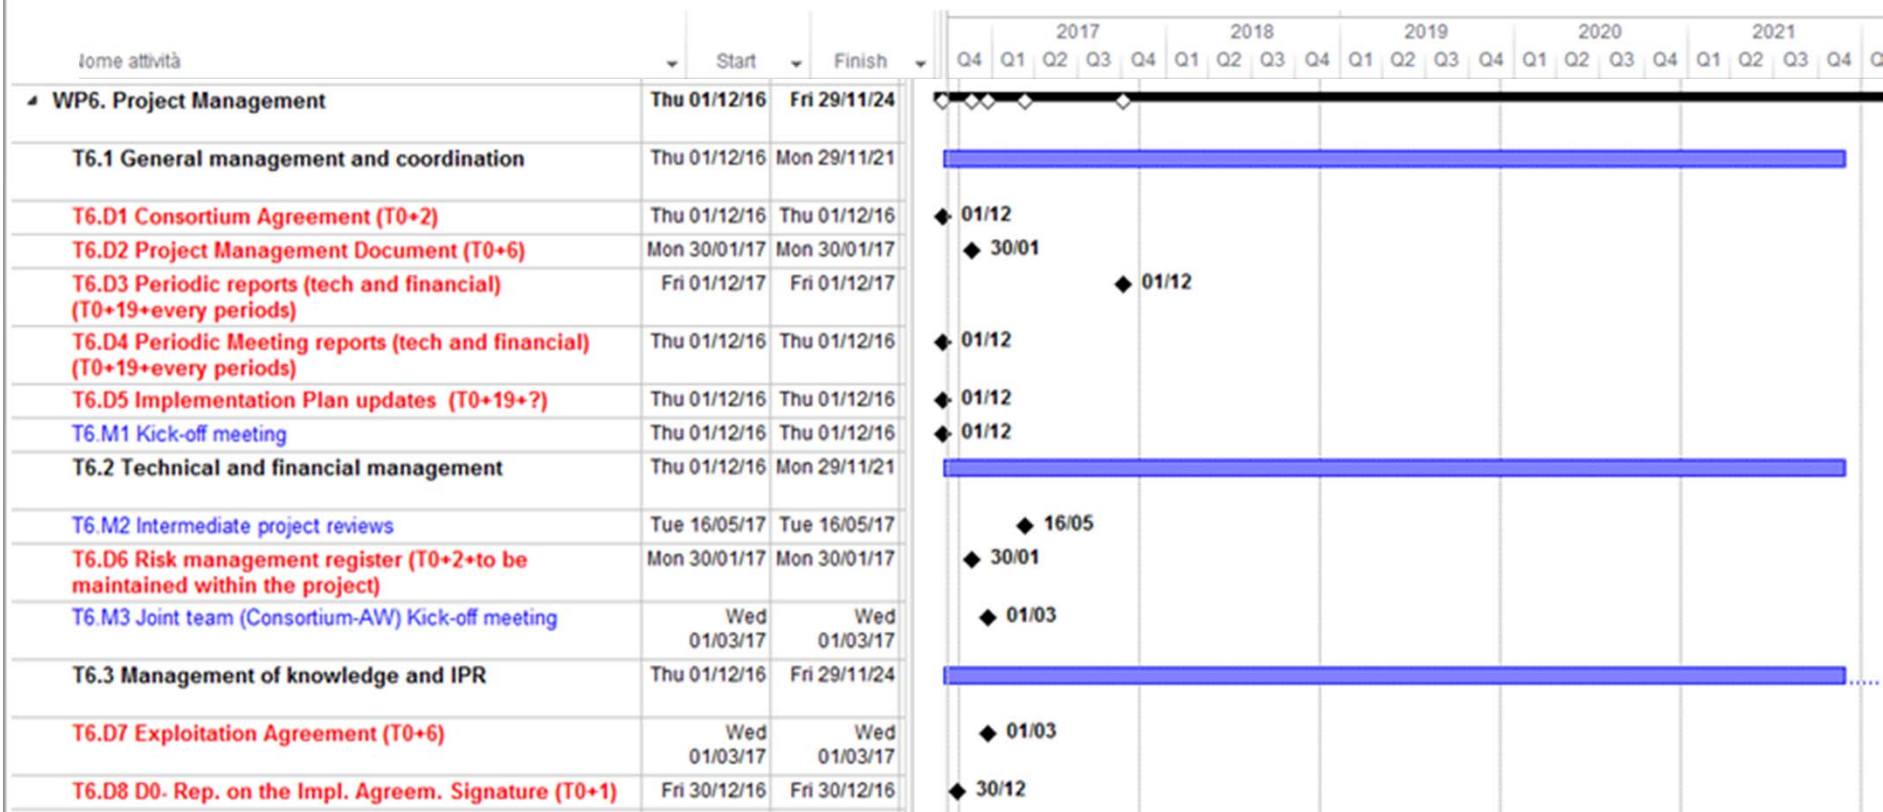 2017 2018 2019 2020 2021
Nome attività Start Finish Q4 Q1 Q2 Q3 Q4 Q1 Q2 Q3 Q4 Q1 Q2 Q3 Q4 Q1 Q2 Q3 Q4 Q1 Q2 Q3 Q4 Q
WP6. Project Management Thu 01/12/16 Fri 29/11/24
T6.1 General management and coordination Thu 01/12/16 Mon 29/11/21
T6.D1 Consortium Agreement (T0+2) Thu 01/12/16 Thu 01/12/16 01/12
T6.D2 Project Management Document (T0+6) Mon 30/01/17 Mon 30/01/17 30/01
T6.D3 Periodic reports (tech and financial) Fri 01/12/17 Fri 01/12/17 01/12
(T0+19+every periods)
T6.D4 Periodic Meeting reports (tech and financial) Thu 01/12/16 Thu 01/12/16 01/12
(T0+19+every periods)
T6.D5 Implementation Plan updates (T0+19+?) Thu 01/12/16 Thu 01/12/16 01/12
T6.M1 Kick-off meeting Thu 01/12/16 Thu 01/12/16 01/12
T6.2 Technical and financial management Thu 01/12/16 Mon 29/11/21
T6.M2 Intermediate project reviews Tue 16/05/17 Tue 16/05/17 16/05
T6.D6 Risk management register (T0+2+to be Mon 30/01/17 Mon 30/01/17 30/01
maintained within the project)
T6.M3 Joint team (Consortium-AW) Kick-off meeting Wed Wed 01/03
01/03/17 01/03/17
T6.3 Management of knowledge and IPR Thu 01/12/16 Fri 29/11/24
T6.D7 Exploitation Agreement (T0+6) Wed Wed 01/03
01/03/17 01/03/17
T6.D8 D0- Rep. on the Impl. Agreem. Signature (T0+1) Fri 30/12/16 Fri 30/12/16 30/12